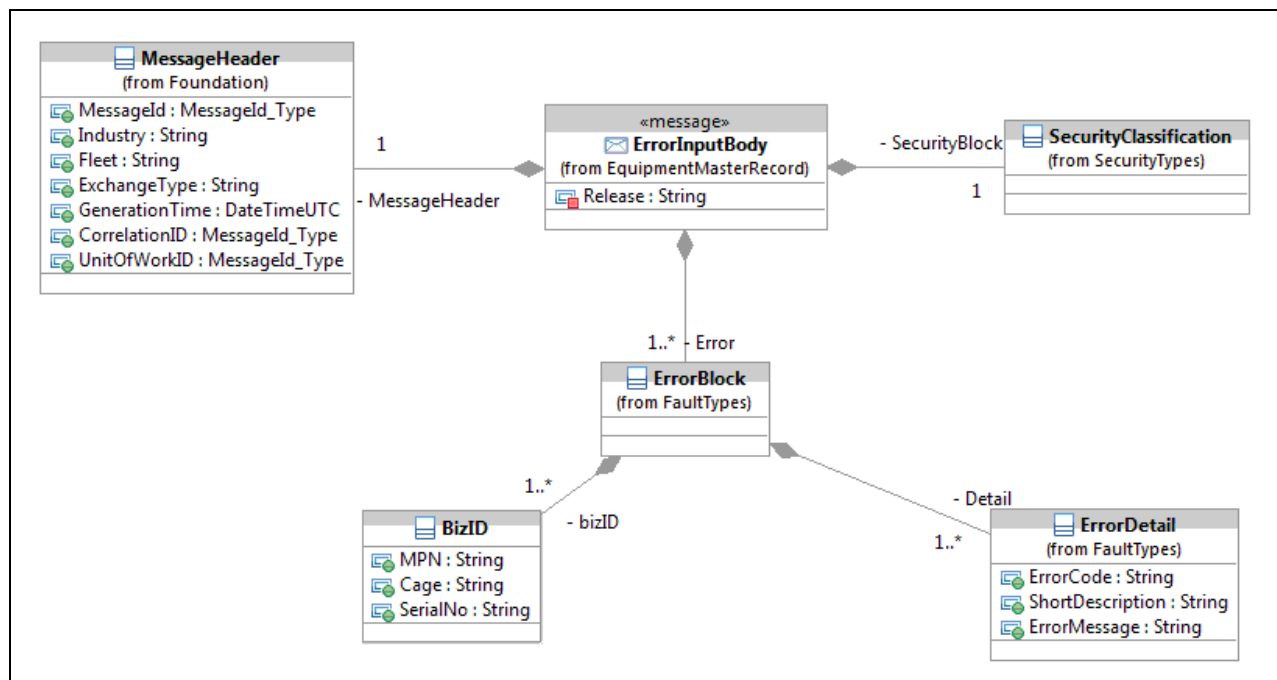 MessageHeader
(from Foundation)
MessageId : MessageId_Type
Industry : String
Fleet : String
ExchangeType : String
GenerationTime : DateTimeUTC
CorrelationID : MessageId_Type
UnitOfWorkID : MessageId_Type
1
- MessageHeader
«message»
ErrorInputBody
(from EquipmentMasterRecord)
Release : String
- SecurityBlock
1
SecurityClassification
(from SecurityTypes)
1..* - Error
ErrorBlock
(from FaultTypes)
1..*
- bizID
BizID
MPN : String
Cage : String
SerialNo : String
- Detail
1..*
ErrorDetail
(from FaultTypes)
ErrorCode : String
ShortDescription : String
ErrorMessage : String